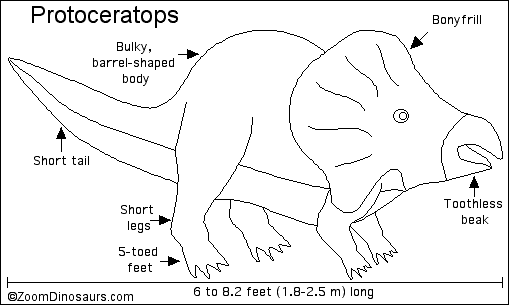 Protoceratops
Bulky,
barrel-shaped
body
Bonyfrill
Short tail
Short
legs
5-toed
feet
Toothless
beak
6 to 8.2 feet (1.8-2.5 m) long
©ZoomDinosaurs.com